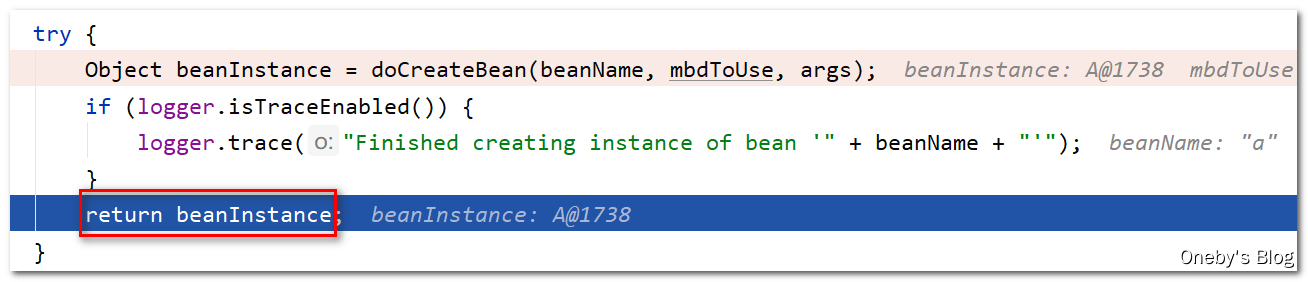 try {
Object beanInstance = doCreateBean(beanName, mbdToUse, args);  beanInstance: A@1738  mbdToUse
if (logger.isTraceEnabled()) {
logger.trace( o: "Finished creating instance of bean '" + beanName + "'");  beanName: "a"
}
return beanInstance;  beanInstance: A@1738
}
Oneby's Blog